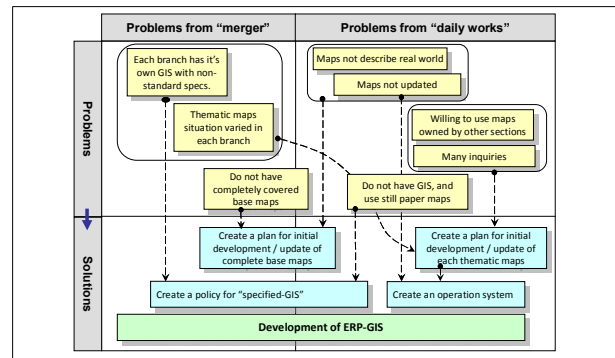 Problems from “merger”
Problems from “daily works”
Problems
Each branch has it’s
own GIS with non-
standard specs.
Maps not describe real world
Maps not updated
Thematic maps
situation varied in
each branch
Willing to use maps
owned by other sections
Many inquiries
Do not have
completely covered
base maps
Do not have GIS, and
use still paper maps
Solutions
Create a plan for initial
development / update of
complete base maps
Create a plan for initial
development / update of
each thematic maps
Create a policy for “specified-GIS”
Create an operation system
Development of ERP-GIS